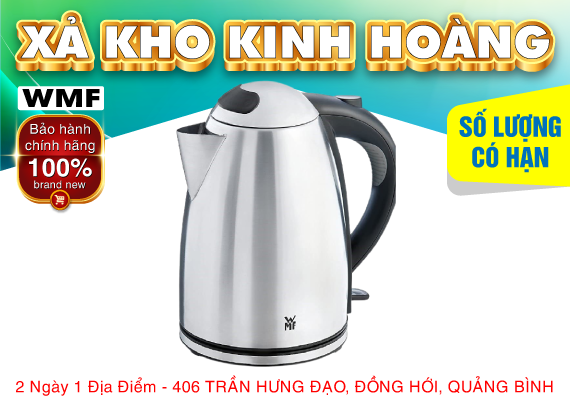 XẢ KHO KINH HOÀNG
WMF
Bảo hành
chính hãng
100%
brand new
SỐ LƯỢNG
CÓ HẠN
WMF
2 Ngày 1 Địa Điểm - 406 TRẦN HƯNG ĐẠO, ĐỒNG HỚI, QUẢNG BÌNH